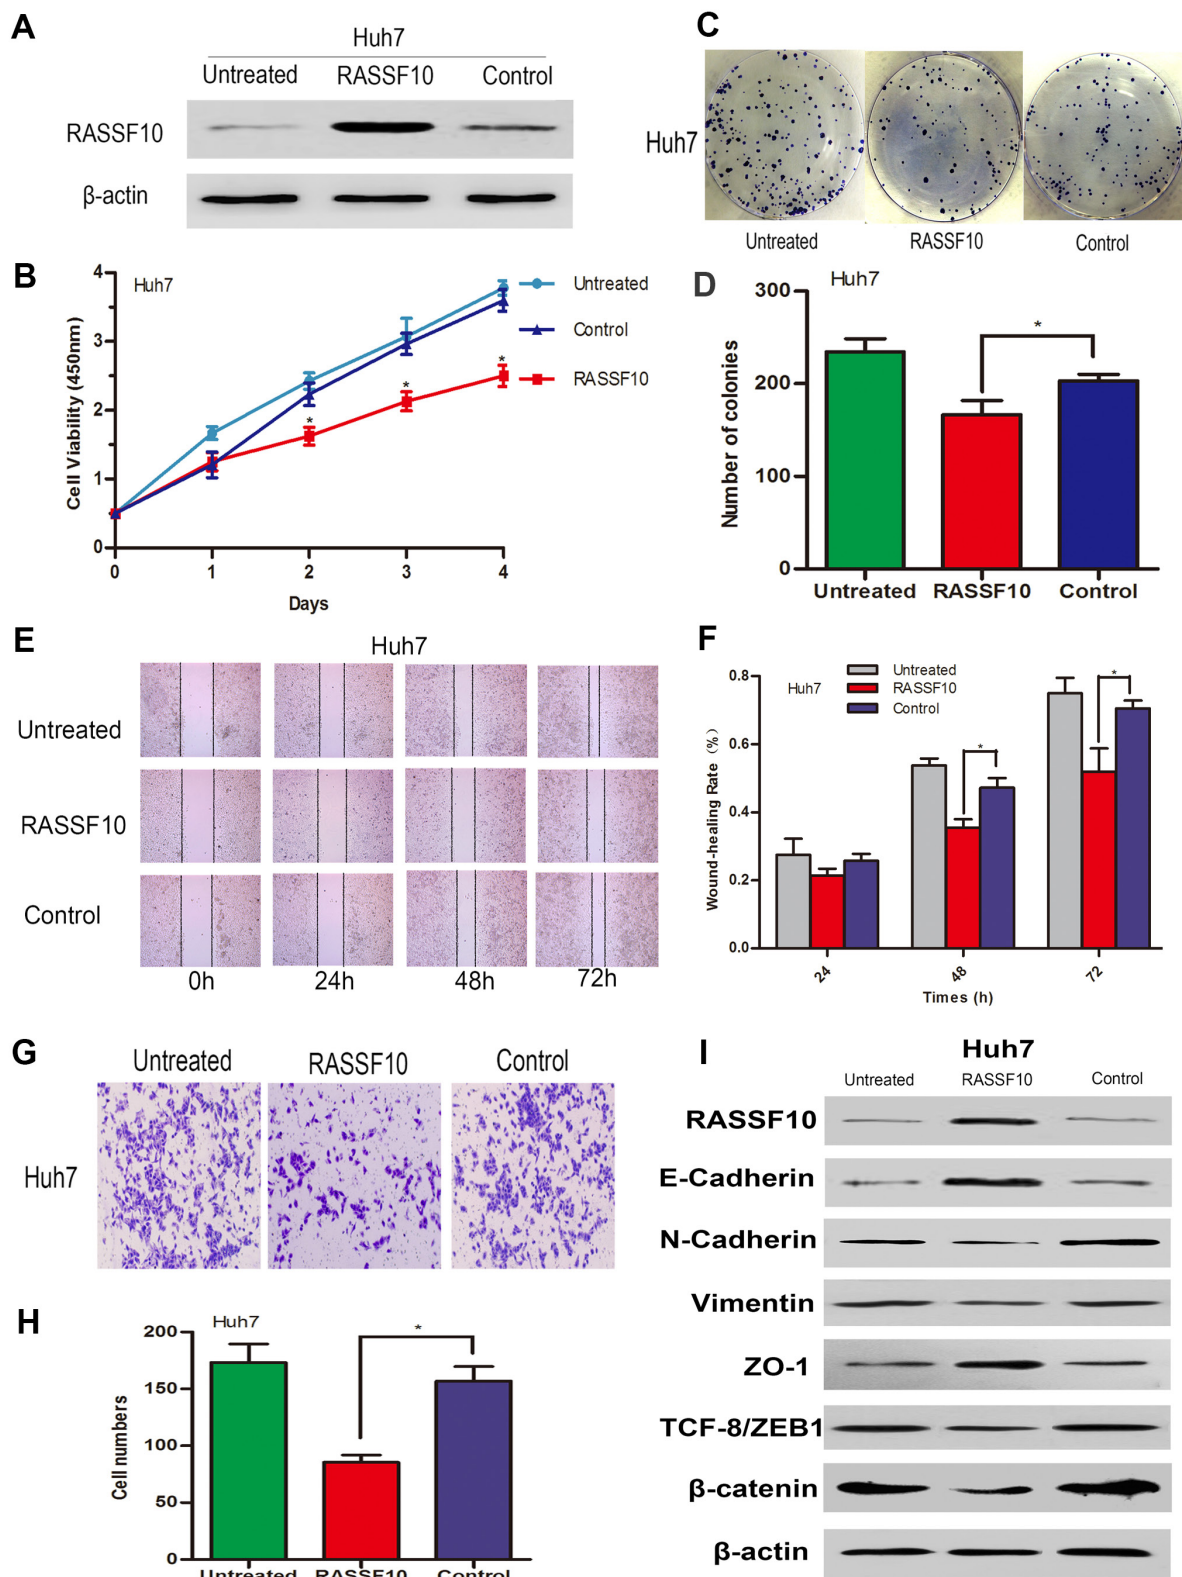 A
Huh7
Untreated RASSF10 Control
RASSF10
β-actin
C
Huh7
Untreated RASSF10 Control
B
Huh7
4
3
2
1
0
Cell Viability (450nm)
0 1 2 3 4
Days
Untreated
Control
RASSF10
*
*
*
D
Huh7
300
200
100
0
Number of colonies
*
Untreated RASSF10 Control
E
Huh7
Untreated
RASSF10
Control
0h 24h 48h 72h
F
Huh7
Untreated
RASSF10
Control
0.8
0.6
0.4
0.2
0.0
Wound-healing Rate (%)
*
*
24 48 72
Times (h)
G
Untreated RASSF10 Control
Huh7
H
Huh7
200
150
100
50
0
Cell numbers
*
Untreated RASSF10 Control
I
Huh7
Untreated RASSF10 Control
RASSF10
E-Cadherin
N-Cadherin
Vimentin
ZO-1
TCF-8/ZEB1
β-catenin
β-actin